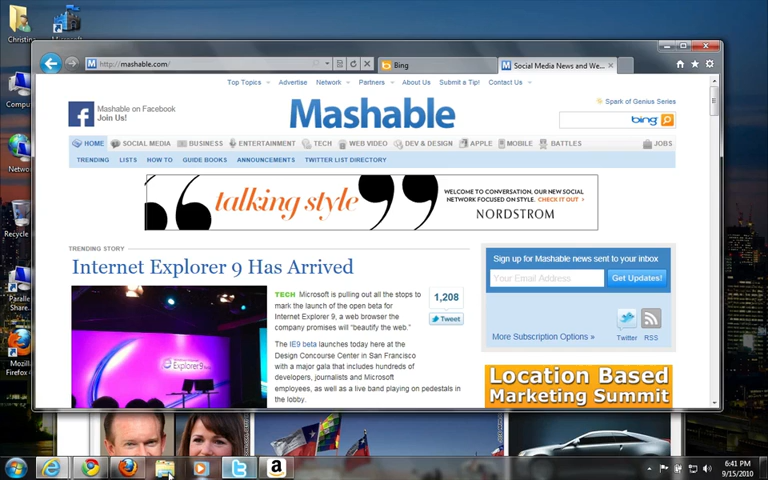 Christin
Compu
Netwo
Recycle
Paralle
Share
Mozil
Firefox
http://mashable.com/
Bing
Social Media News and We...
Top Topics
Advertise
Network
Partners
About Us
Submit a Tip!
Contact Us
Mashable on Facebook
Join Us!
Mashable
Spark of Genius Series
bing
HOME
SOCIAL MEDIA
BUSINESS
ENTERTAINMENT
TECH
WEB VIDEO
DEV & DESIGN
APPLE
MOBILE
BATTLES
JOBS
TRENDING
LISTS
HOW TO
GUIDE BOOKS
ANNOUNCEMENTS
TWITTER LIST DIRECTORY
talking style
WELCOME TO CONVERSATION. OUR NEW SOCIAL
NETWORK FOCUSED ON STYLE. CHECK IT OUT >
NORDSTROM
TRENDING STORY
Internet Explorer 9 Has Arrived
TECH Microsoft is pulling out all the stops to
mark the launch of the open beta for
Internet Explorer 9, a web browser the
company promises will "beautify the web."
The IE9 beta launches today here at the
Design Concourse Center in San Francisco
with a major gala that includes hundreds of
developers, journalists and Microsoft
employees, as well as a live band playing on pedestals in
the lobby.
1,208
Tweet
Explorer9
Sign up for Mashable news sent to your inbox
Your Email Address
Get Updates!
More Subscription Options »
Twitter
RSS
Location Based
Marketing Summit
6:41 PM
9/15/2010